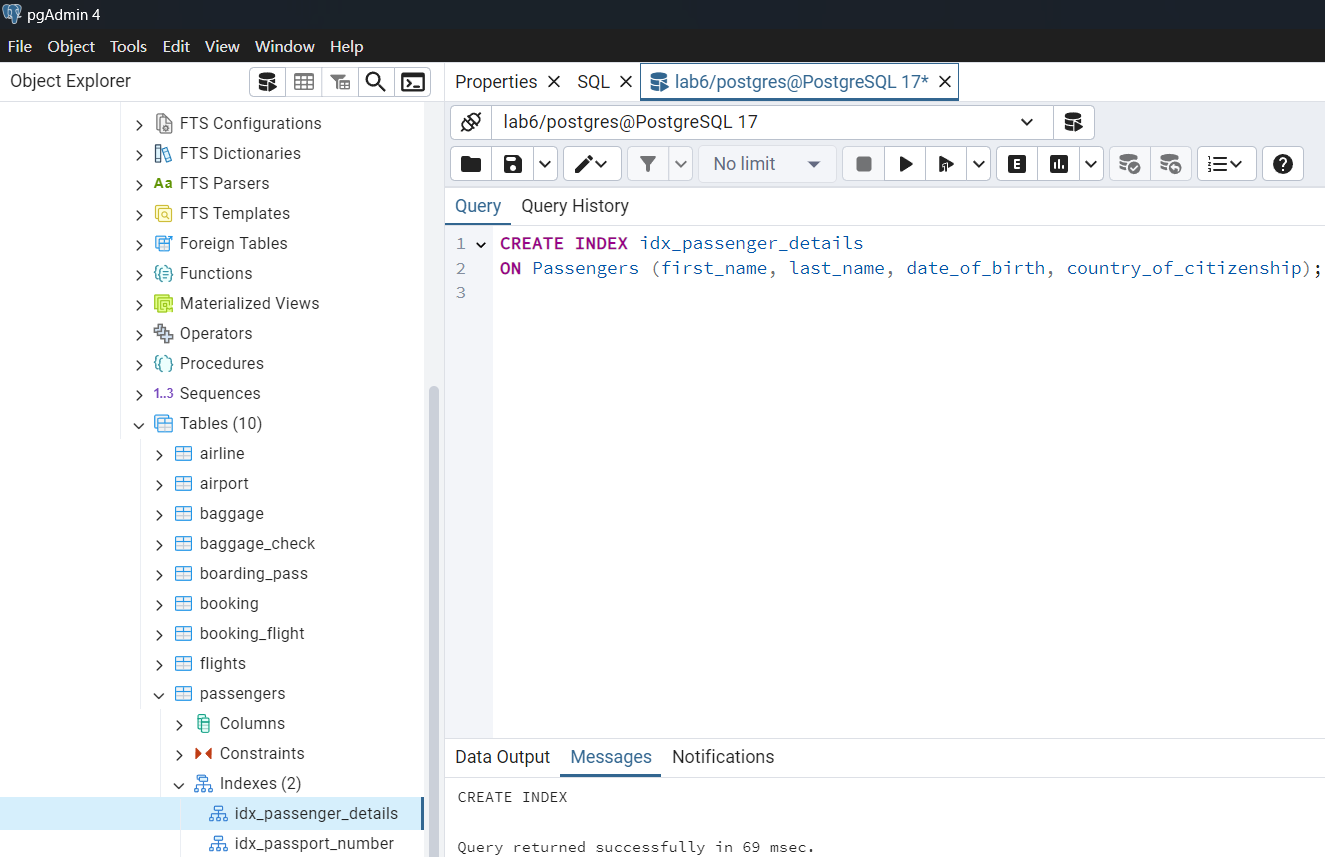 pgAdmin 4
File Object Tools Edit View Window Help
Object Explorer
Properties SQL lab6/postgres@PostgreSQL 17*
lab6/postgres@PostgreSQL 17
No limit
E
Query Query History
1 CREATE INDEX idx_passenger_details
2 ON Passengers (first_name, last_name, date_of_birth, country_of_citizenship);
3
FTS Configurations
FTS Dictionaries
Aa FTS Parsers
FTS Templates
Foreign Tables
Functions
Materialized Views
Operators
Procedures
1..3 Sequences
Tables (10)
airline
airport
baggage
baggage_check
boarding_pass
booking
booking_flight
flights
passengers
Columns
Constraints
Indexes (2)
idx_passenger_details
idx_passport_number
Data Output Messages Notifications
CREATE INDEX
Query returned successfully in 69 msec.